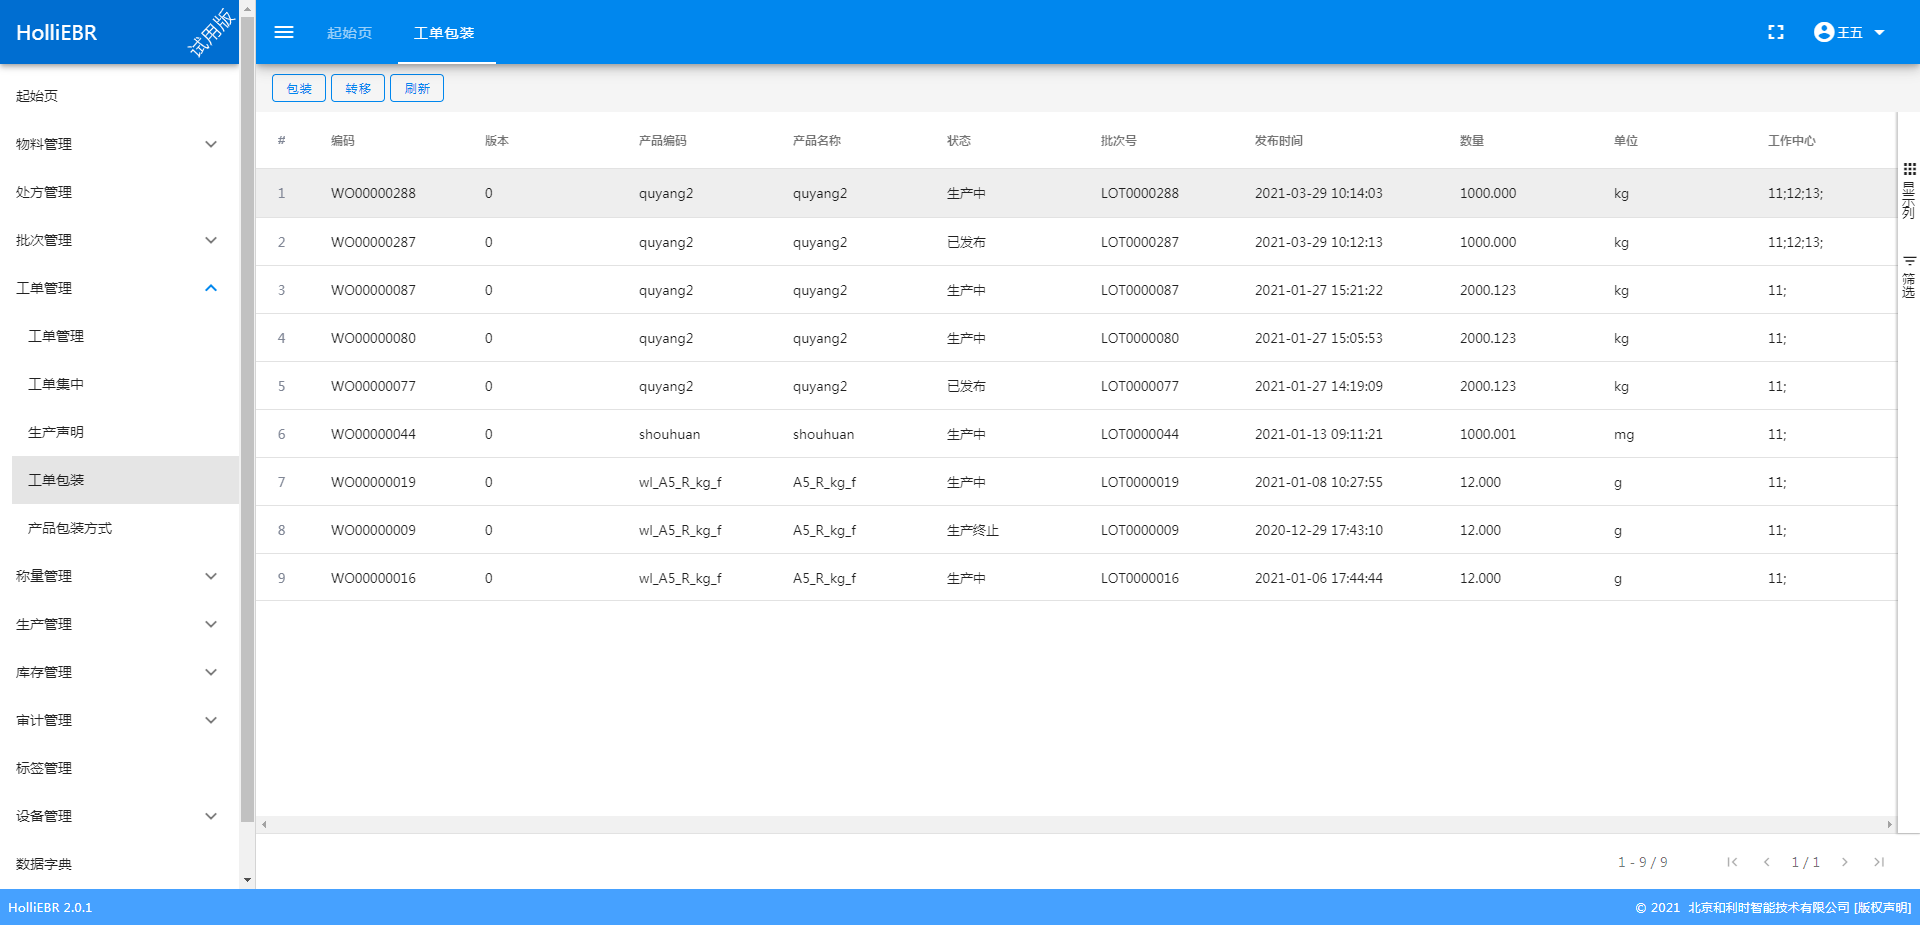 HolliEBR 试用版
起始页 工单包装
王五
起始页
物料管理
处方管理
批次管理
工单管理
工单管理
工单集中
生产声明
工单包装
产品包装方式
称量管理
生产管理
库存管理
审计管理
标签管理
设备管理
数据字典
包装 转移 刷新
# 编码 版本 产品编码 产品名称 状态 批次号 发布时间 数量 单位 工作中心
1 WO00000288 0 quyang2 quyang2 生产中 LOT0000288 2021-03-29 10:14:03 1000.000 kg 11;12;13;
2 WO00000287 0 quyang2 quyang2 已发布 LOT0000287 2021-03-29 10:12:13 1000.000 kg 11;12;13;
3 WO00000087 0 quyang2 quyang2 生产中 LOT0000087 2021-01-27 15:21:22 2000.123 kg 11;
4 WO00000080 0 quyang2 quyang2 生产中 LOT0000080 2021-01-27 15:05:53 2000.123 kg 11;
5 WO00000077 0 quyang2 quyang2 已发布 LOT0000077 2021-01-27 14:19:09 2000.123 kg 11;
6 WO00000044 0 shouhuan shouhuan 生产中 LOT0000044 2021-01-13 09:11:21 1000.001 mg 11;
7 WO00000019 0 wl_A5_R_kg_f A5_R_kg_f 生产中 LOT0000019 2021-01-08 10:27:55 12.000 g 11;
8 WO00000009 0 wl_A5_R_kg_f A5_R_kg_f 生产终止 LOT0000009 2020-12-29 17:43:10 12.000 g 11;
9 WO00000016 0 wl_A5_R_kg_f A5_R_kg_f 生产中 LOT0000016 2021-01-06 17:44:44 12.000 g 11;
显示列
筛选
1 - 9 / 9 1 / 1
HolliEBR 2.0.1
© 2021 北京和利时智能技术有限公司 [版权声明]